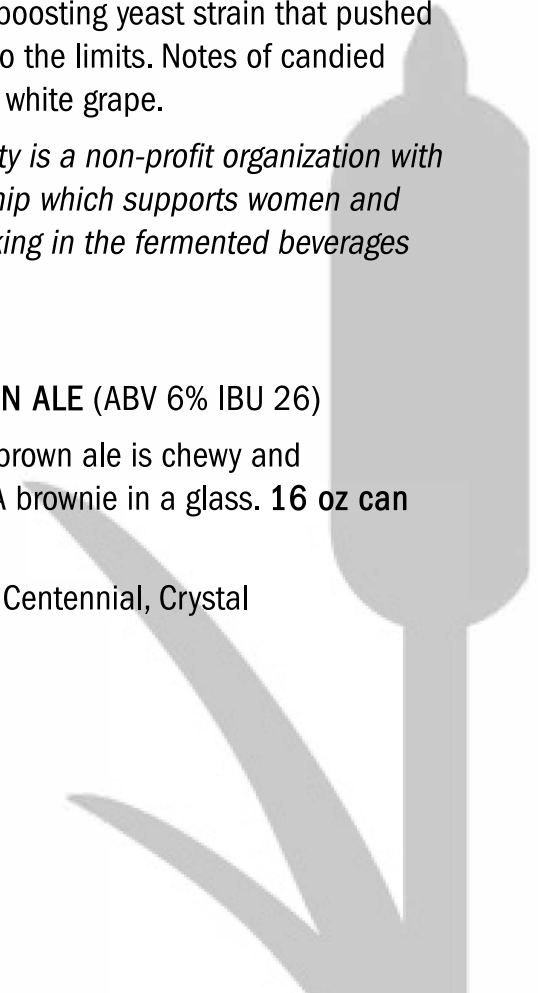 boosting yeast strain that pushed
o the limits. Notes of candied
white grape.
ty is a non-profit organization with
hip which supports women and
king in the fermented beverages
N ALE (ABV 6% IBU 26)
brown ale is chewy and
A brownie in a glass. 16 oz can
Centennial, Crystal